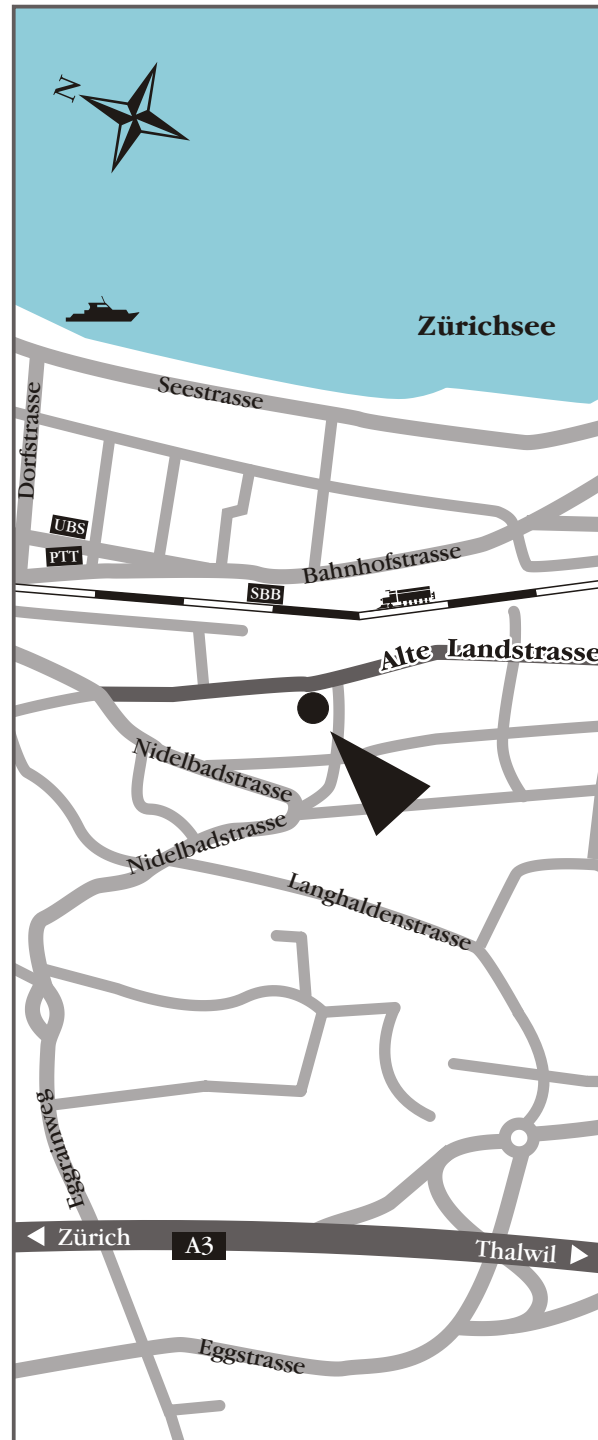 N
Zürichsee
Seestrasse
Dorfstrasse
UBS
PTT
Bahnhofstrasse
SBB
Alte Landstrasse
Nidelbadstrasse
Nidelbadstrasse
Langhaldenstrasse
Eggrainweg
Zürich
A3
Thalwil
Eggstrasse